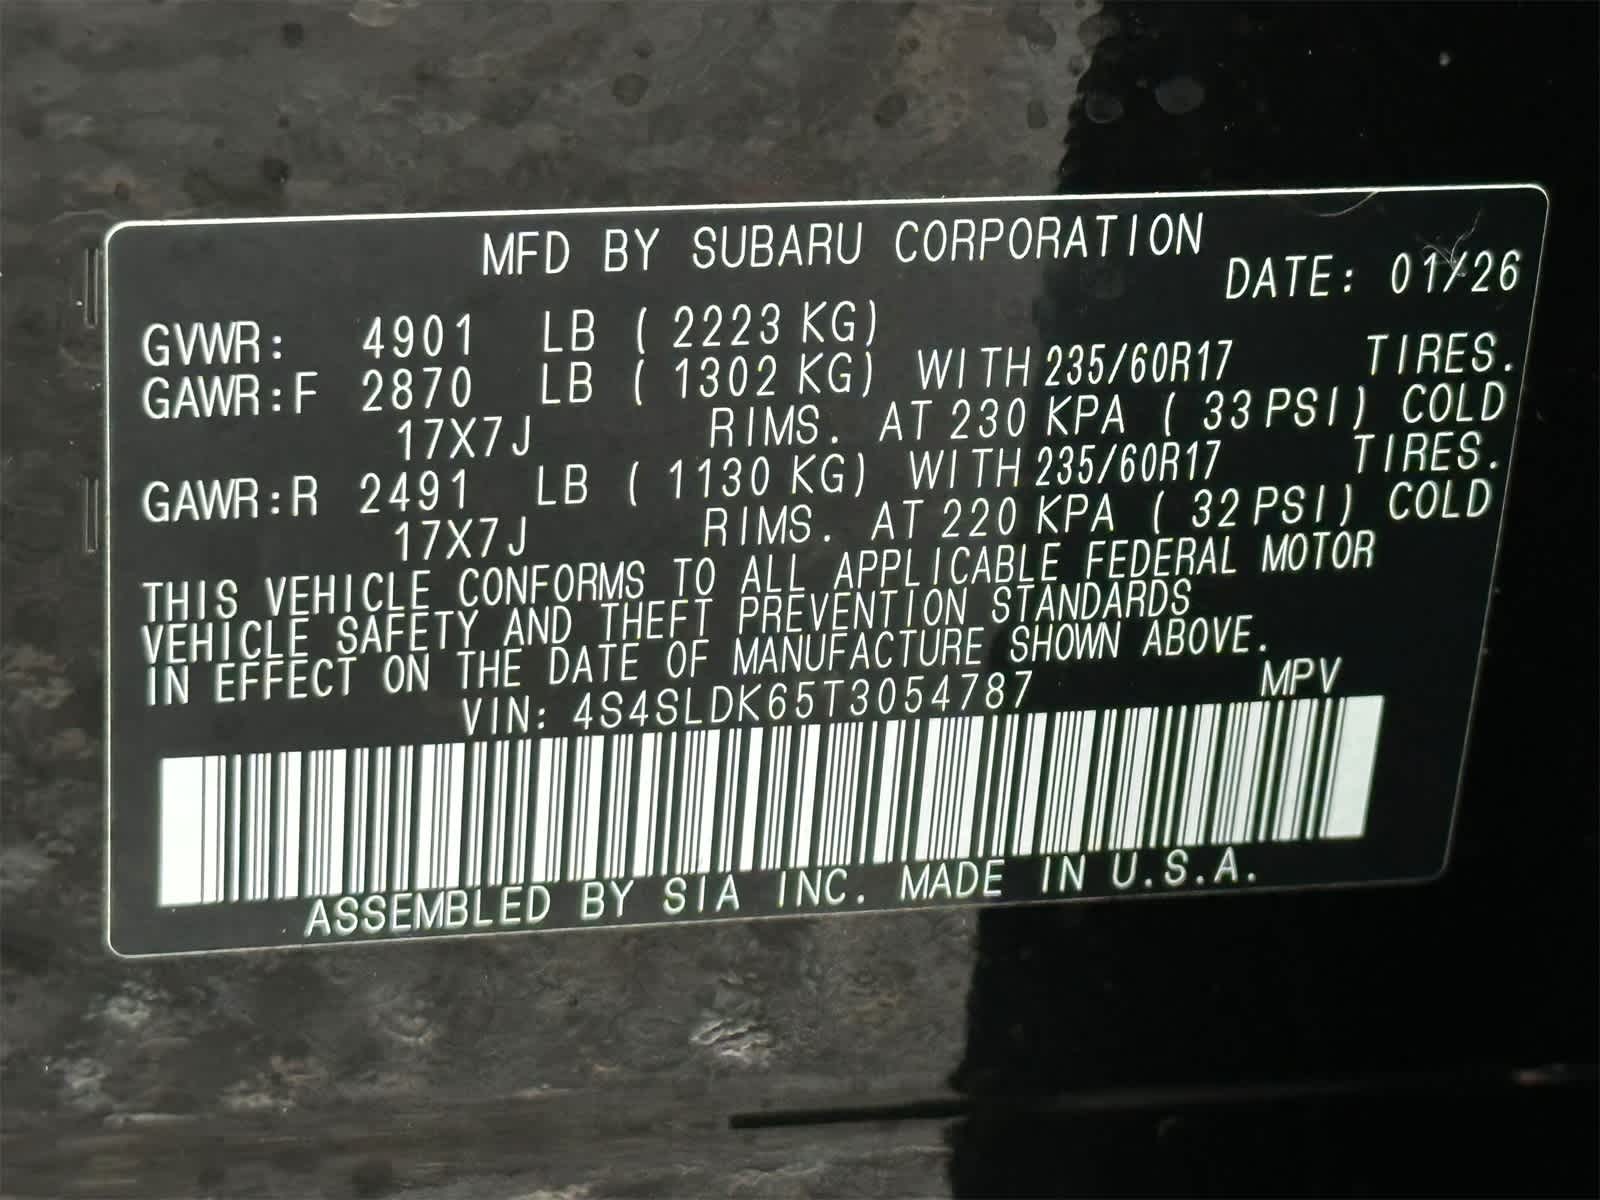 MFD BY SUBARU CORPORATION
DATE: 01/26
GVWR: 4901 LB ( 2223 KG)
GAWR:F 2870 LB ( 1302 KG) WITH 235/60R17 TIRES.
17X7J RIMS. AT 230 KPA ( 33 PSI) COLD
GAWR:R 2491 LB ( 1130 KG) WITH 235/60R17 TIRES.
17X7J RIMS. AT 220 KPA ( 32 PSI) COLD
THIS VEHICLE CONFORMS TO ALL APPLICABLE FEDERAL MOTOR
VEHICLE SAFETY AND THEFT PREVENTION STANDARDS
IN EFFECT ON THE DATE OF MANUFACTURE SHOWN ABOVE.
VIN: 4S4SLDK65T3054787 MPV
ASSEMBLED BY SIA INC. MADE IN U.S.A.